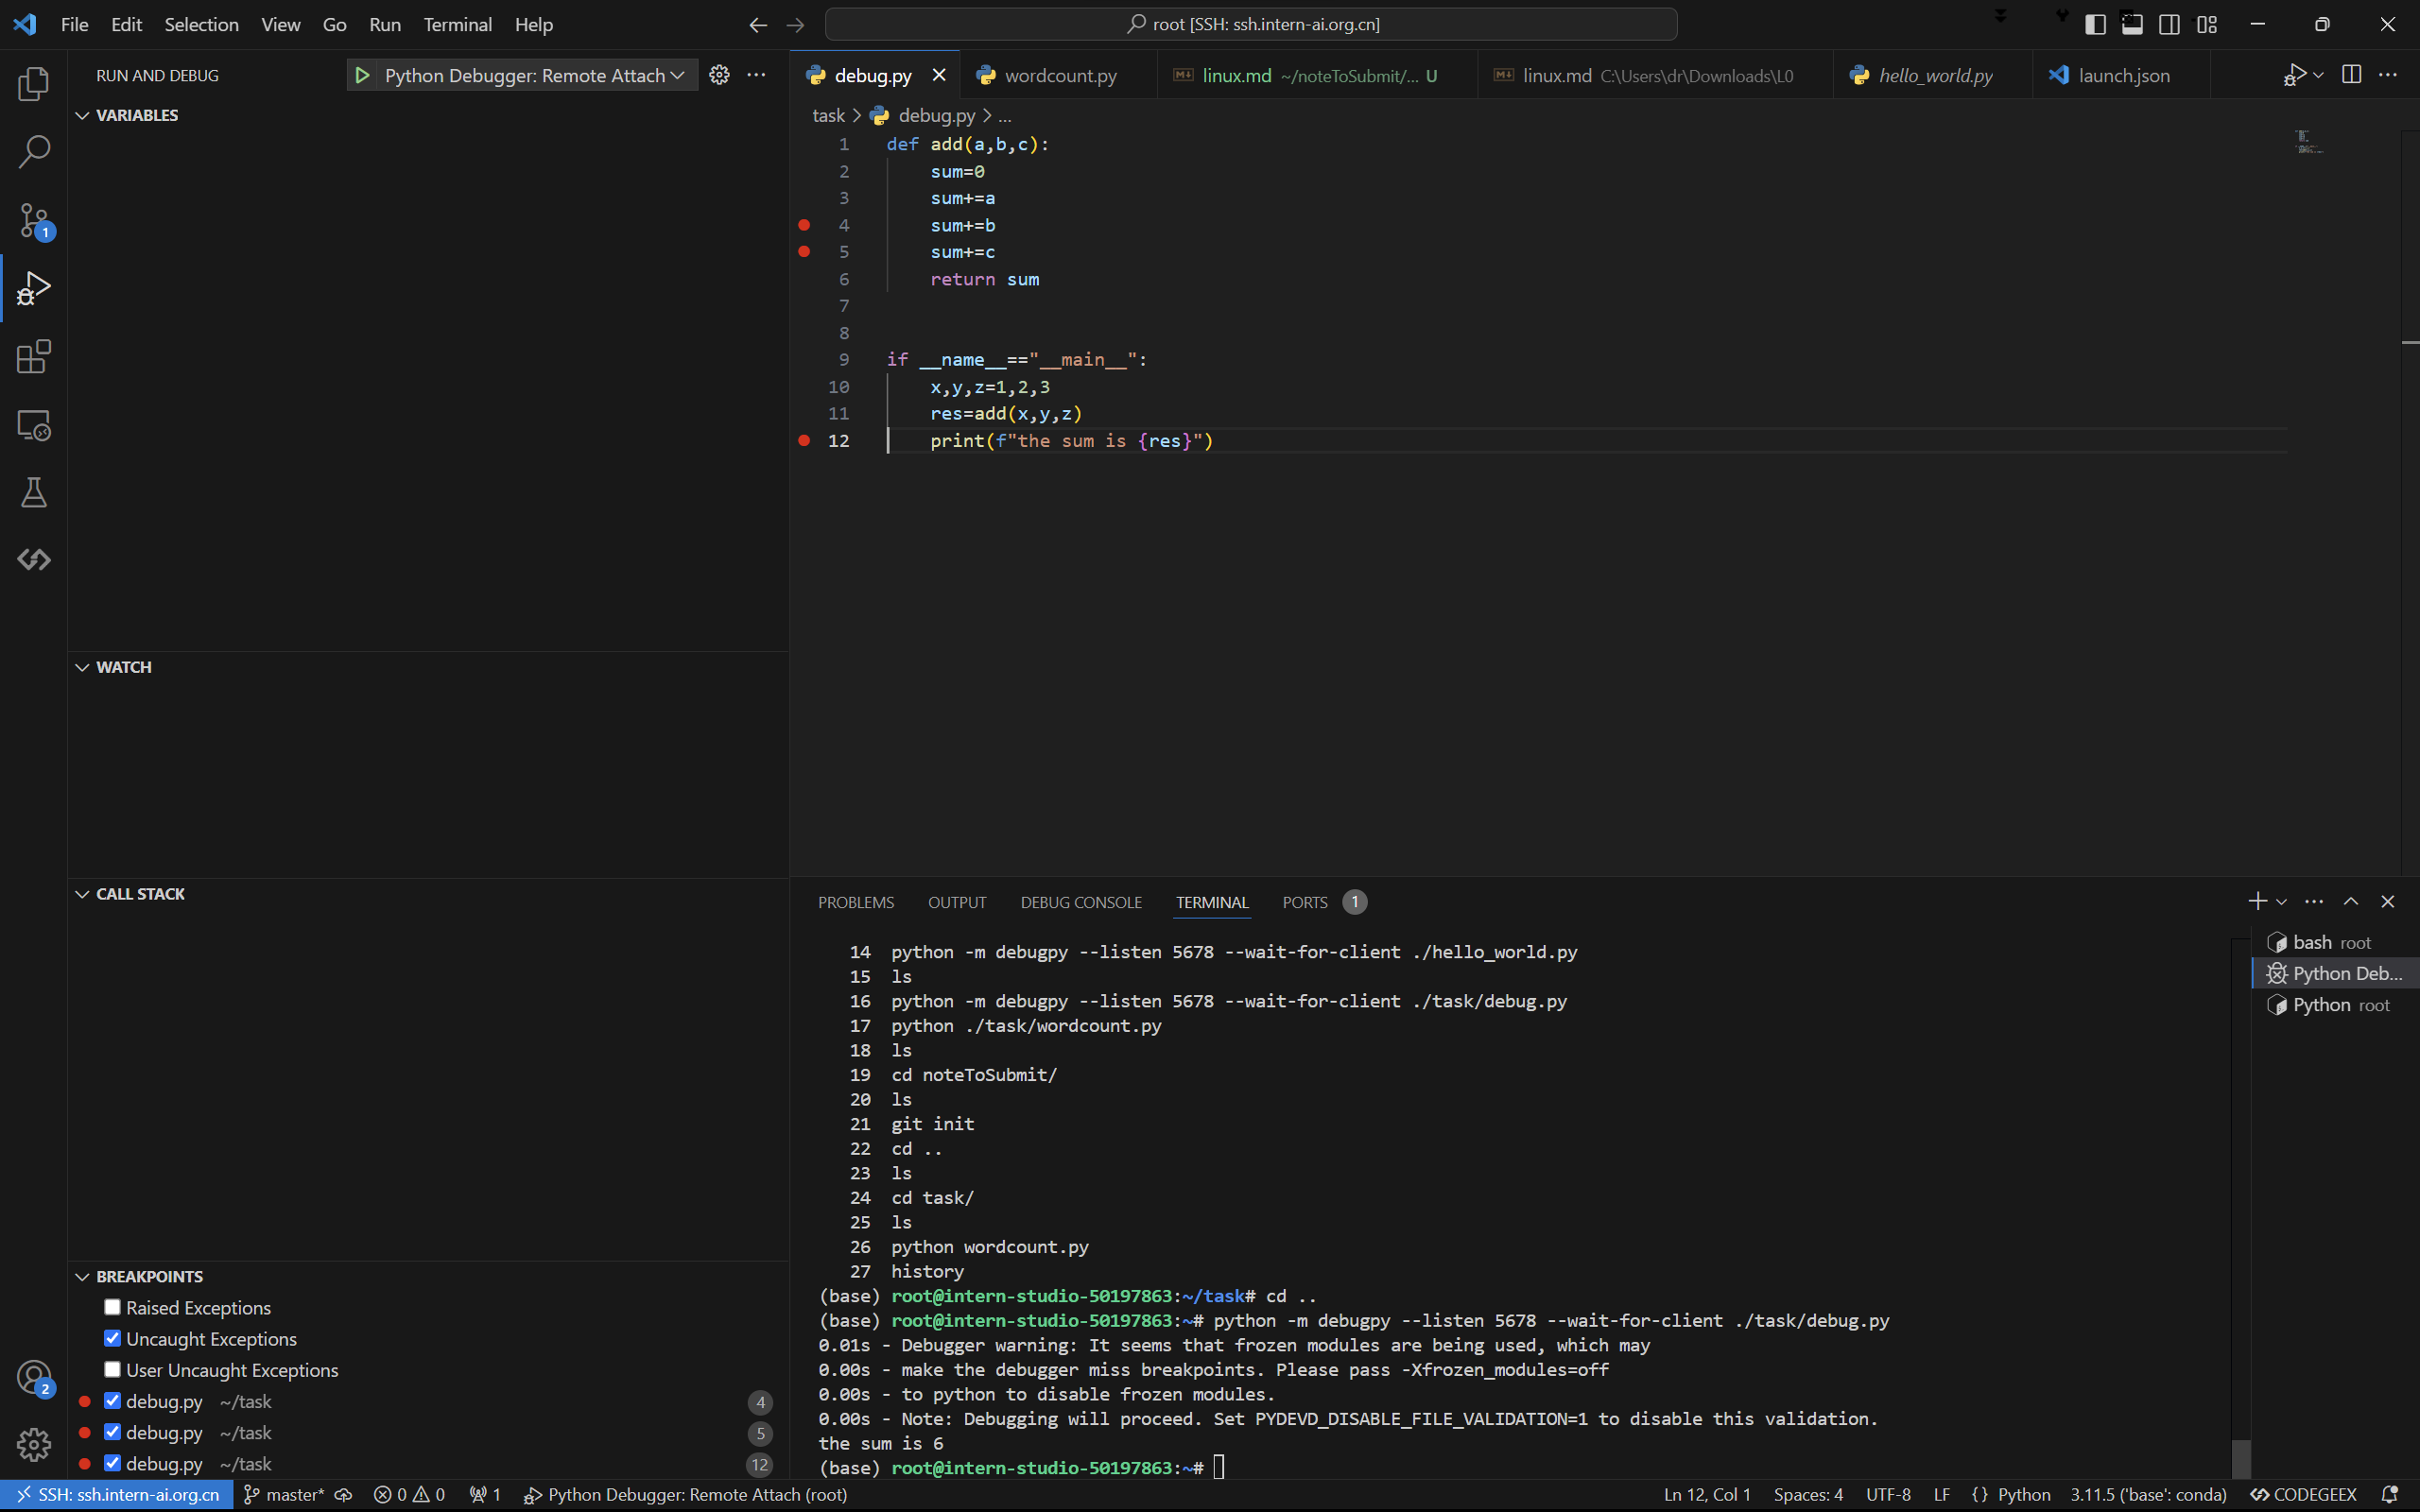 File Edit Selection View Go Run Terminal Help root [SSH: ssh.intern-ai.org.cn]
RUN AND DEBUG Python Debugger: Remote Attach
VARIABLES
WATCH
CALL STACK
BREAKPOINTS
Raised Exceptions
Uncaught Exceptions
User Uncaught Exceptions
debug.py ~/task 4
debug.py ~/task 5
debug.py ~/task 12
1
2
debug.py wordcount.py linux.md ~/noteToSubmit/... U linux.md C:\Users\dr\Downloads\L0 hello_world.py launch.json
task > debug.py > ...
1 def add(a,b,c):
2 sum=0
3 sum+=a
4 sum+=b
5 sum+=c
6 return sum
7
8
9 if __name__=="__main__":
10 x,y,z=1,2,3
11 res=add(x,y,z)
12 print(f"the sum is {res}")
PROBLEMS OUTPUT DEBUG CONSOLE TERMINAL PORTS 1
14 python -m debugpy --listen 5678 --wait-for-client ./hello_world.py
15 ls
16 python -m debugpy --listen 5678 --wait-for-client ./task/debug.py
17 python ./task/wordcount.py
18 ls
19 cd noteToSubmit/
20 ls
21 git init
22 cd ..
23 ls
24 cd task/
25 ls
26 python wordcount.py
27 history
(base) root@intern-studio-50197863:~/task# cd ..
(base) root@intern-studio-50197863:~# python -m debugpy --listen 5678 --wait-for-client ./task/debug.py
0.01s - Debugger warning: It seems that frozen modules are being used, which may
0.00s - make the debugger miss breakpoints. Please pass -Xfrozen_modules=off
0.00s - to python to disable frozen modules.
0.00s - Note: Debugging will proceed. Set PYDEVD_DISABLE_FILE_VALIDATION=1 to disable this validation.
the sum is 6
(base) root@intern-studio-50197863:~#
bash root
Python Deb...
Python root
SSH: ssh.intern-ai.org.cn master* 0 0 1 Python Debugger: Remote Attach (root) Ln 12, Col 1 Spaces: 4 UTF-8 LF {} Python 3.11.5 ('base': conda) CODEGEEX